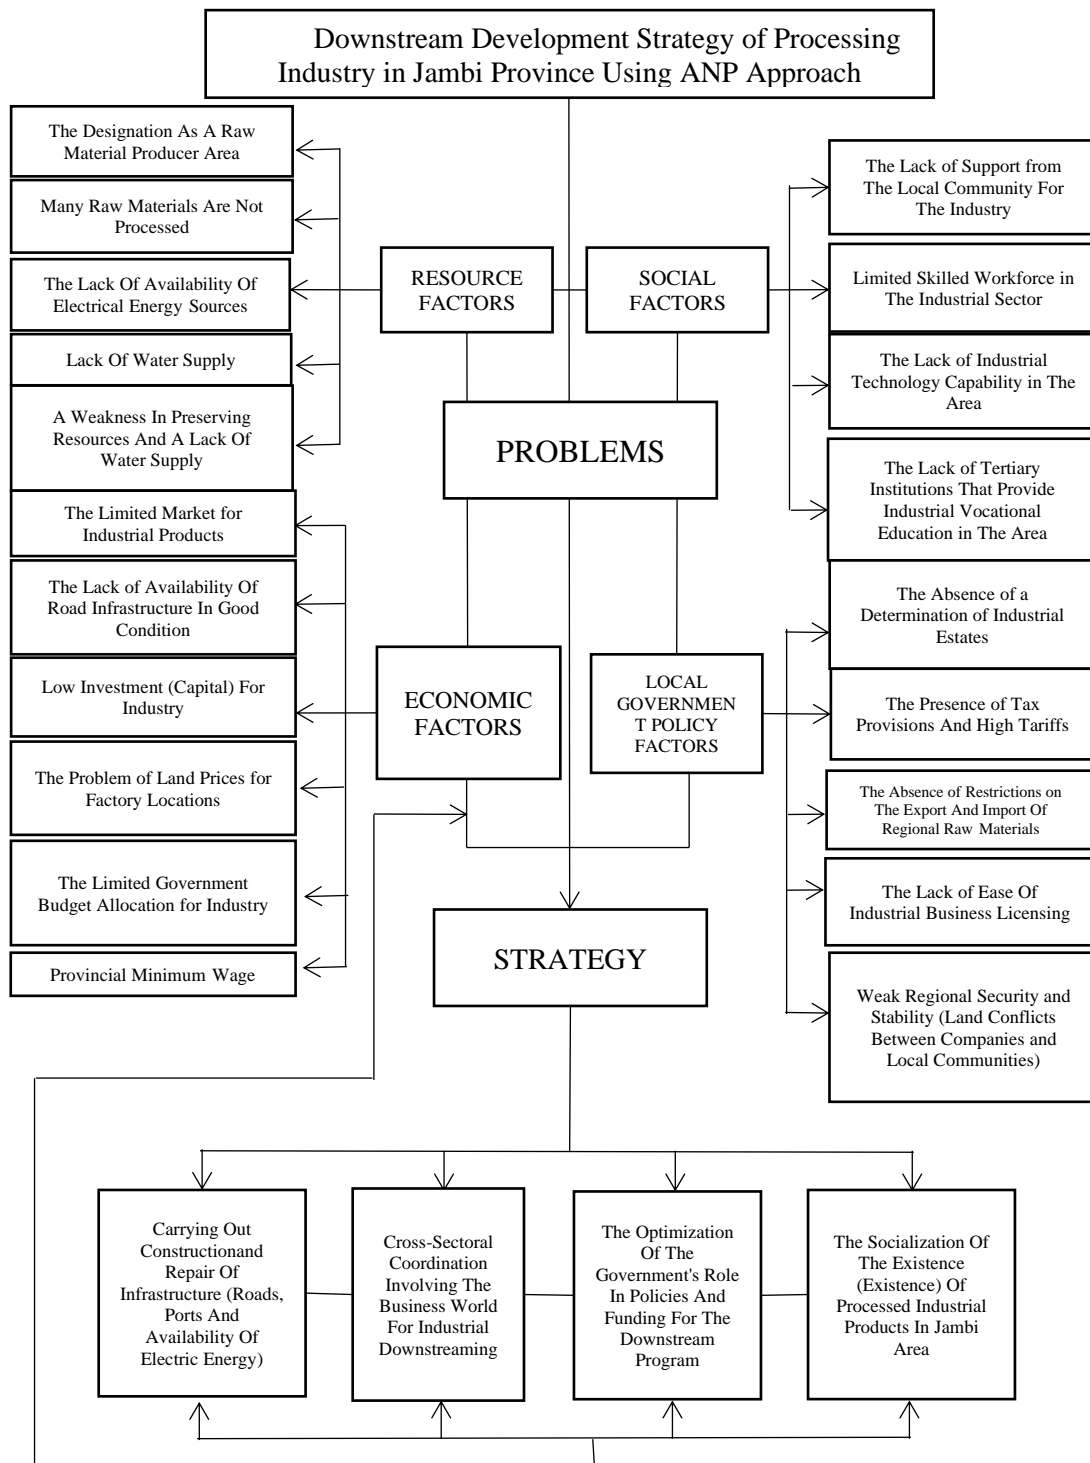 Downstream Development Strategy of Processing
Industry in Jambi Province Using ANP Approach
The Designation As A Raw
Material Producer Area
Many Raw Materials Are Not
Processed
The Lack Of Availability Of
Electrical Energy Sources
Lack Of Water Supply
A Weakness In Preserving
Resources And A Lack Of
Water Supply
RESOURCE
FACTORS
SOCIAL
FACTORS
The Lack of Support from
The Local Community For
The Industry
Limited Skilled Workforce in
The Industrial Sector
The Lack of Industrial
Technology Capability in The
Area
The Lack of Tertiary
Institutions That Provide
Industrial Vocational
Education in The Area
PROBLEMS
The Limited Market for
Industrial Products
The Lack of Availability Of
Road Infrastructure In Good
Condition
Low Investment (Capital) For
Industry
The Problem of Land Prices for
Factory Locations
The Limited Government
Budget Allocation for Industry
Provincial Minimum Wage
ECONOMIC
FACTORS
LOCAL
GOVERNMEN
T POLICY
FACTORS
The Absence of a
Determination of Industrial
Estates
The Presence of Tax
Provisions And High Tariffs
The Absence of Restrictions on
The Export And Import Of
Regional Raw Materials
The Lack of Ease Of
Industrial Business Licensing
Weak Regional Security and
Stability (Land Conflicts
Between Companies and
Local Communities)
STRATEGY
Carrying Out
Constructionand
Repair Of
Infrastructure (Roads,
Ports And
Availability Of
Electric Energy)
Cross-Sectoral
Coordination
Involving The
Business World
For Industrial
Downstreaming
The Optimization
Of The
Government's Role
In Policies And
Funding For The
Downstream
Program
The Socialization Of
The Existence
(Existence) Of
Processed Industrial
Products In Jambi
Area